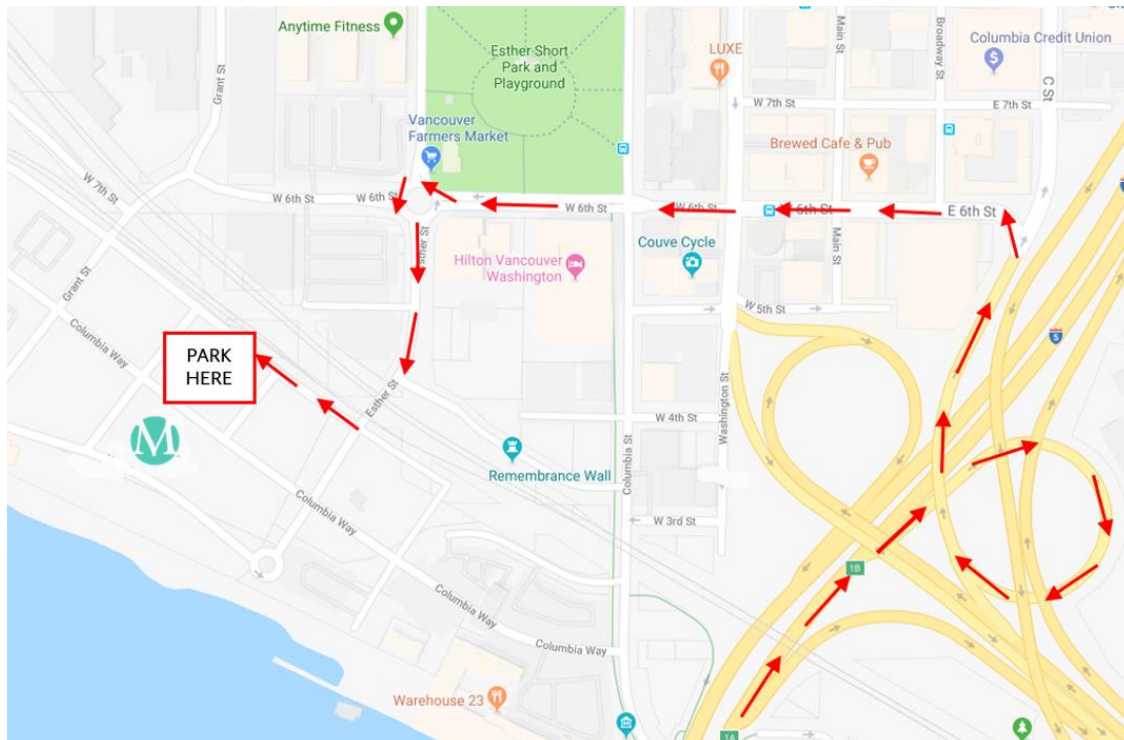 Anytime Fitness
Esther Short
Park and
Playground
LUXE
Main St
Broadway St
Columbia Credit Union
$
C St
Grant St
W 7th St
E 7th St
Vancouver
Farmers Market
Brewed Cafe & Pub
W 7th St
W 6th St
W 6th St
W 6th St
W 6th St
W 6th St
E 6th St
Esther St
Couve Cycle
Main St
Hilton Vancouver
Washington
Grant St
W 5th St
5
Columbia Way
PARK
HERE
Esther St
Washington St
W 4th St
M
Columbia St
Remembrance Wall
Columbia Way
W 3rd St
1B
Columbia Way
Columbia Way
Warehouse 23
1A